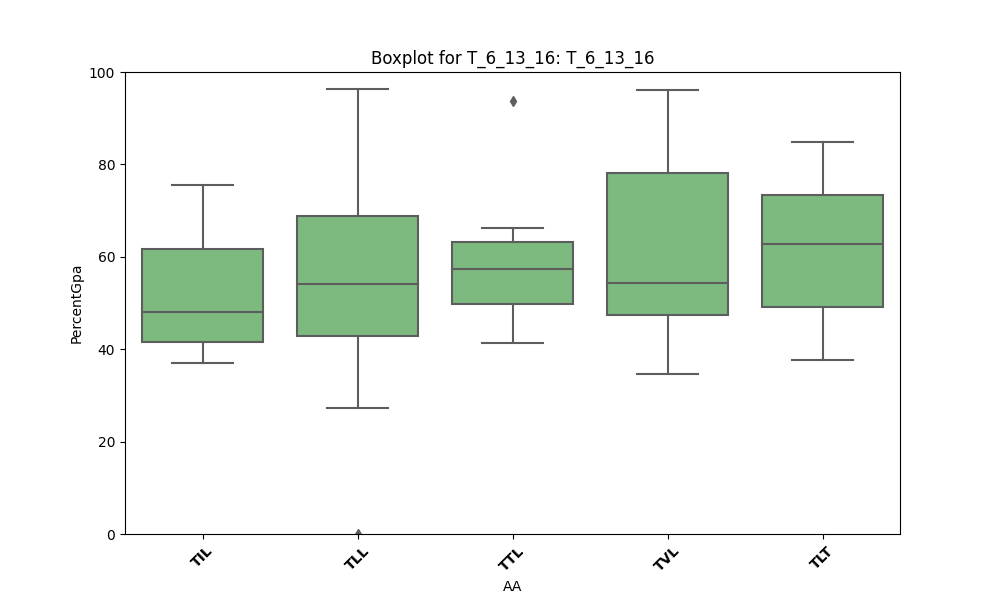 Boxplot for T_6_13_16: T_6_13_16
PercentGpa
100
80
60
40
20
0
TIL
TLL
TTL
TVL
TLT
AA